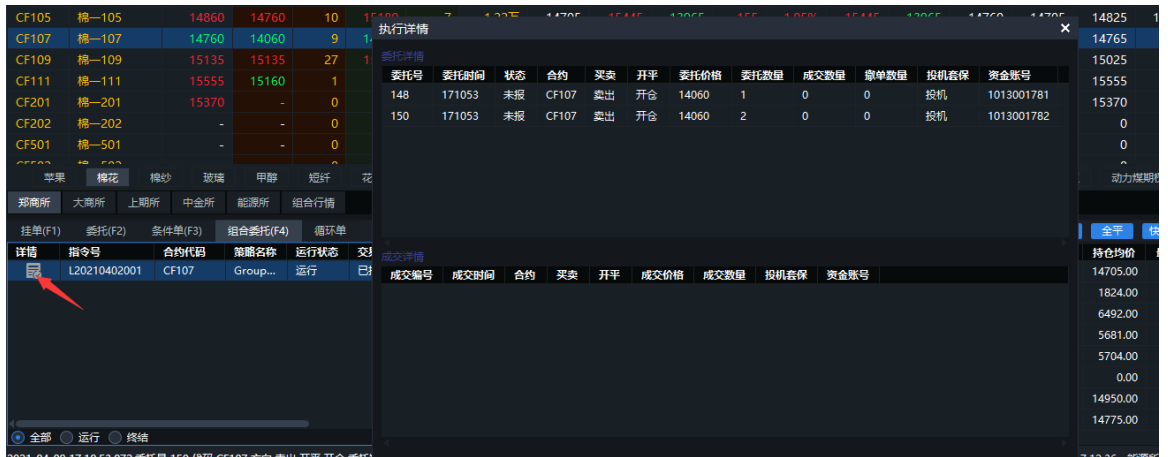 CF105 棉一105 14860 14760 10 14825
CF107 棉一107 14760 14060 9 14765
CF109 棉一109 15135 15135 27 15025
CF111 棉一111 15555 15160 1 15555
CF201 棉一201 15370 - 0 15370
CF202 棉一202 - - 0 0
CF501 棉一501 - - 0 0
执行详情 ×
委托详情
委托号 委托时间 状态 合约 买卖 开平 委托价格 委托数量 成交数量 撤单数量 投机套保 资金账号
148 171053 未报 CF107 卖出 开仓 14060 1 0 0 投机 1013001781
150 171053 未报 CF107 卖出 开仓 14060 2 0 0 投机 1013001782
苹果 棉花 棉纱 玻璃 甲醇 短纤 花 动力煤期
郑商所 大商所 上期所 中金所 能源所 组合行情
挂单(F1) 委托(F2) 条件单(F3) 组合委托(F4) 循环单 全平 快
详情 指令号 合约代码 策略名称 运行状态 交易
L20210402001 CF107 Group... 运行 已
成交详情
成交编号 成交时间 合约 买卖 开平 成交价格 成交数量 投机套保 资金账号
持仓均价
14705.00
1824.00
6492.00
5681.00
5704.00
0.00
14950.00
14775.00
全部 运行 终结